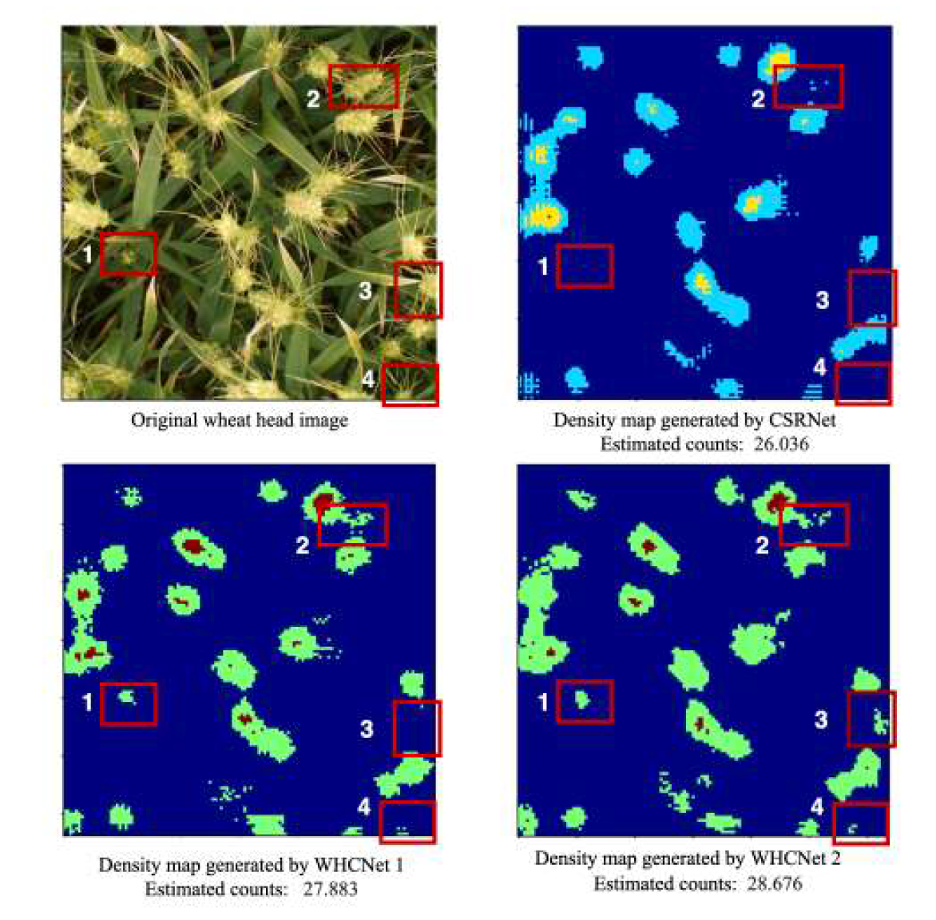 2
1
3
4
Original wheat head image
2
1
3
4
Density map generated by CSRNet
Estimated counts: 26.036
2
1
3
4
Density map generated by WHCNet 1
Estimated counts: 27.883
2
1
3
4
Density map generated by WHCNet 2
Estimated counts: 28.676